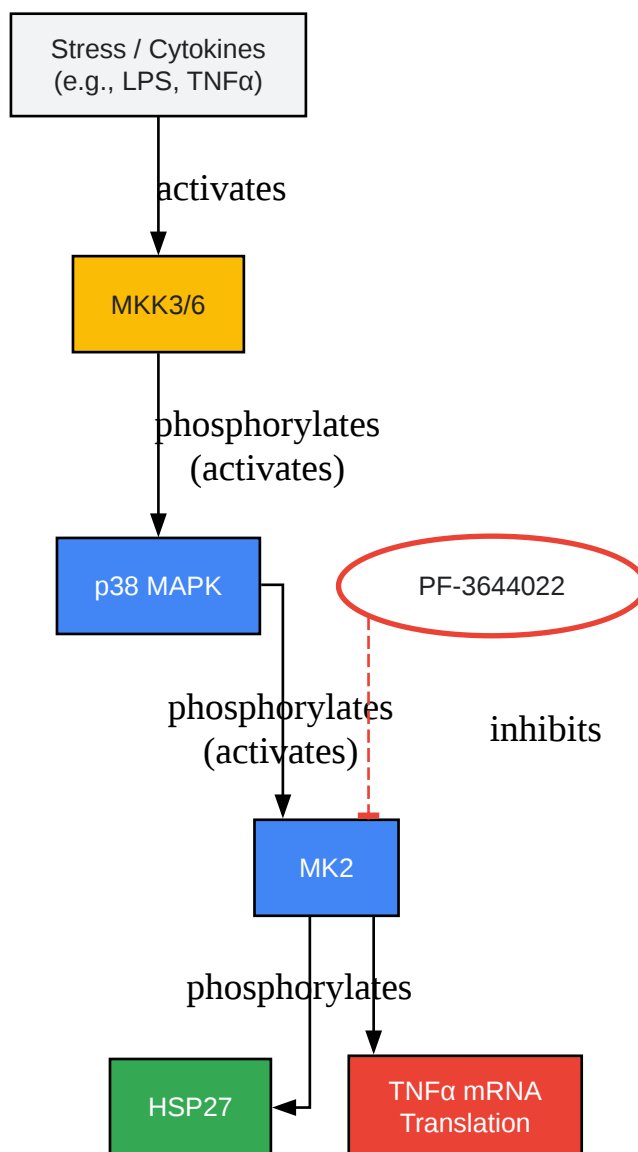 Stress / Cytokines
(e.g., LPS, TNFα)
activates
MKK3/6
phosphorylates
(activates)
p38 MAPK
PF-3644022
phosphorylates
(activates)
inhibits
MK2
phosphorylates
HSP27
TNFα mRNA
Translation